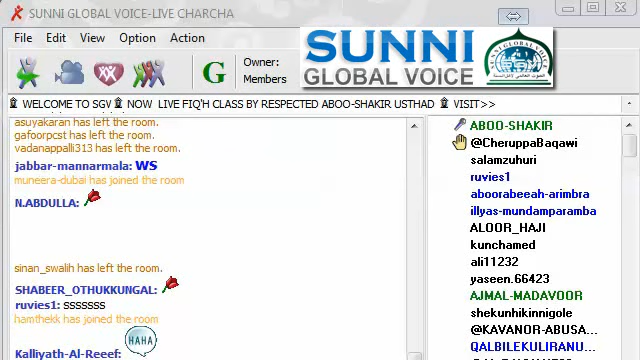 SUNNI GLOBAL VOICE-LIVE CHARCHA
File Edit View Option Action
SUNNI
GLOBAL VOICE
G
Owner:
Members
WELCOME TO SGV NOW LIVE FIQ'H CLASS BY RESPECTED ABOO-SHAKIR USTHAD VISIT>>
asuyakaran has left the room.
gafoorpcst has left the room.
vadanappalli313 has left the room.
jabbar-mannarmala: WS
muneera-dubai has joined the room
N.ABDULLA:
sinan_swalih has left the room.
SHABEER_OTHUKKUNGAL:
ruvies1: sssssss
hamthekk has joined the room
HAHA
Kalliyath-Al-Reeef:
ABOO-SHAKIR
@CheruppaBaqawi
salamzuhuri
ruvies1
aboorabeeah-arimbra
illyas-mundamparamba
ALOOR_HAJI
kunchamed
ali11232
yaseen.66423
AJMAL-MADAVOOR
shekunhikinnigole
@KAVANOR-ABUSA...
QALBILEKULIRANU...